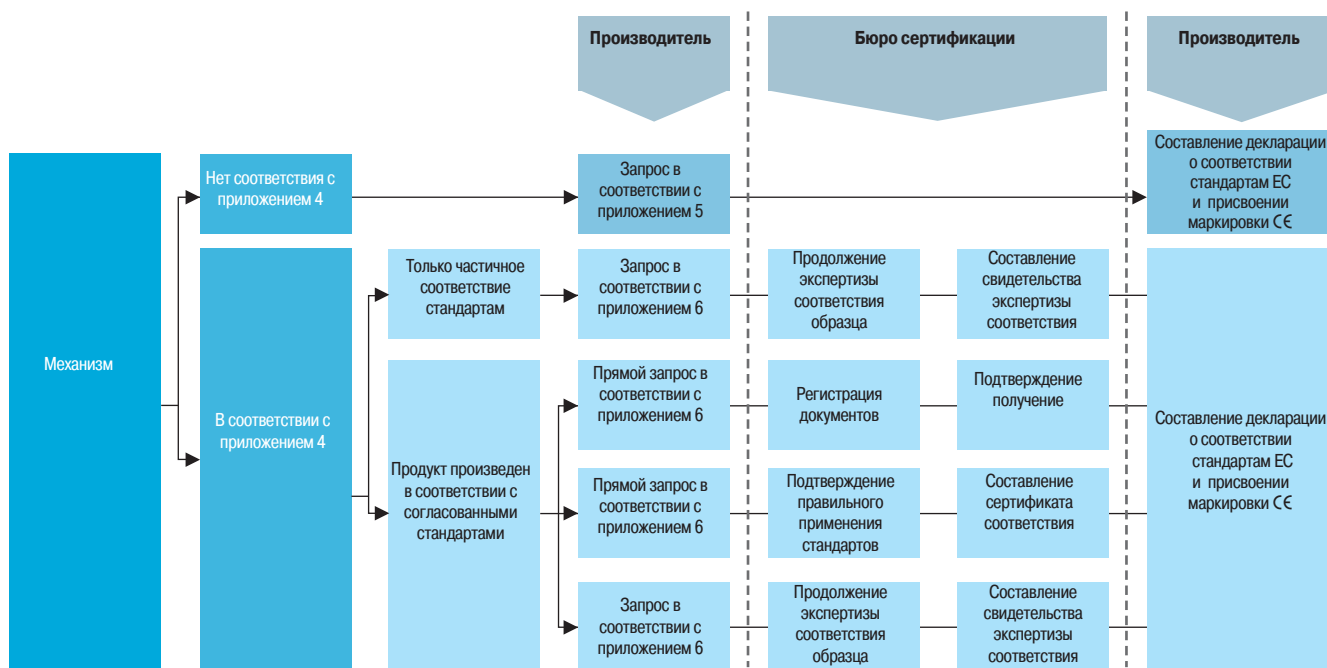 Производитель
Бюро сертификации
Производитель
Механизм
Нет соответствия с
приложением 4
Запрос в
соответствии с
приложением 5
Составление декларации
о соответствии
стандартам ЕС
и присвоении
маркировки CE
В соответствии с
приложением 4
Только частичное
соответствие
стандартам
Запрос в
соответствии с
приложением 6
Продолжение
экспертизы
соответствия
образца
Составление
свидетельства
экспертизы
соответствия
Продукт произведен
в соответствии с
согласованными
стандартами
Прямой запрос в
соответствии с
приложением 6
Регистрация
документов
Подтверждение
получение
Прямой запрос в
соответствии с
приложением 6
Подтверждение
правильного
применения
стандартов
Составление
сертификата
соответствия
Запрос в
соответствии с
приложением 6
Продолжение
экспертизы
соответствия
образца
Составление
свидетельства
экспертизы
соответствия
Составление декларации
о соответствии
стандартам ЕС
и присвоении
маркировки CE